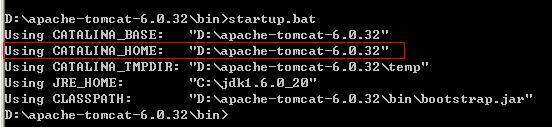 D:\apache-tomcat-6.0.32\bin>startup.bat
Using CATALINA_BASE:   "D:\apache-tomcat-6.0.32"
Using CATALINA_HOME:   "D:\apache-tomcat-6.0.32"
Using CATALINA_TMPDIR: "D:\apache-tomcat-6.0.32\temp"
Using JRE_HOME:        "C:\jdk1.6.0_20"
Using CLASSPATH:       "D:\apache-tomcat-6.0.32\bin\bootstrap.jar"
D:\apache-tomcat-6.0.32\bin>